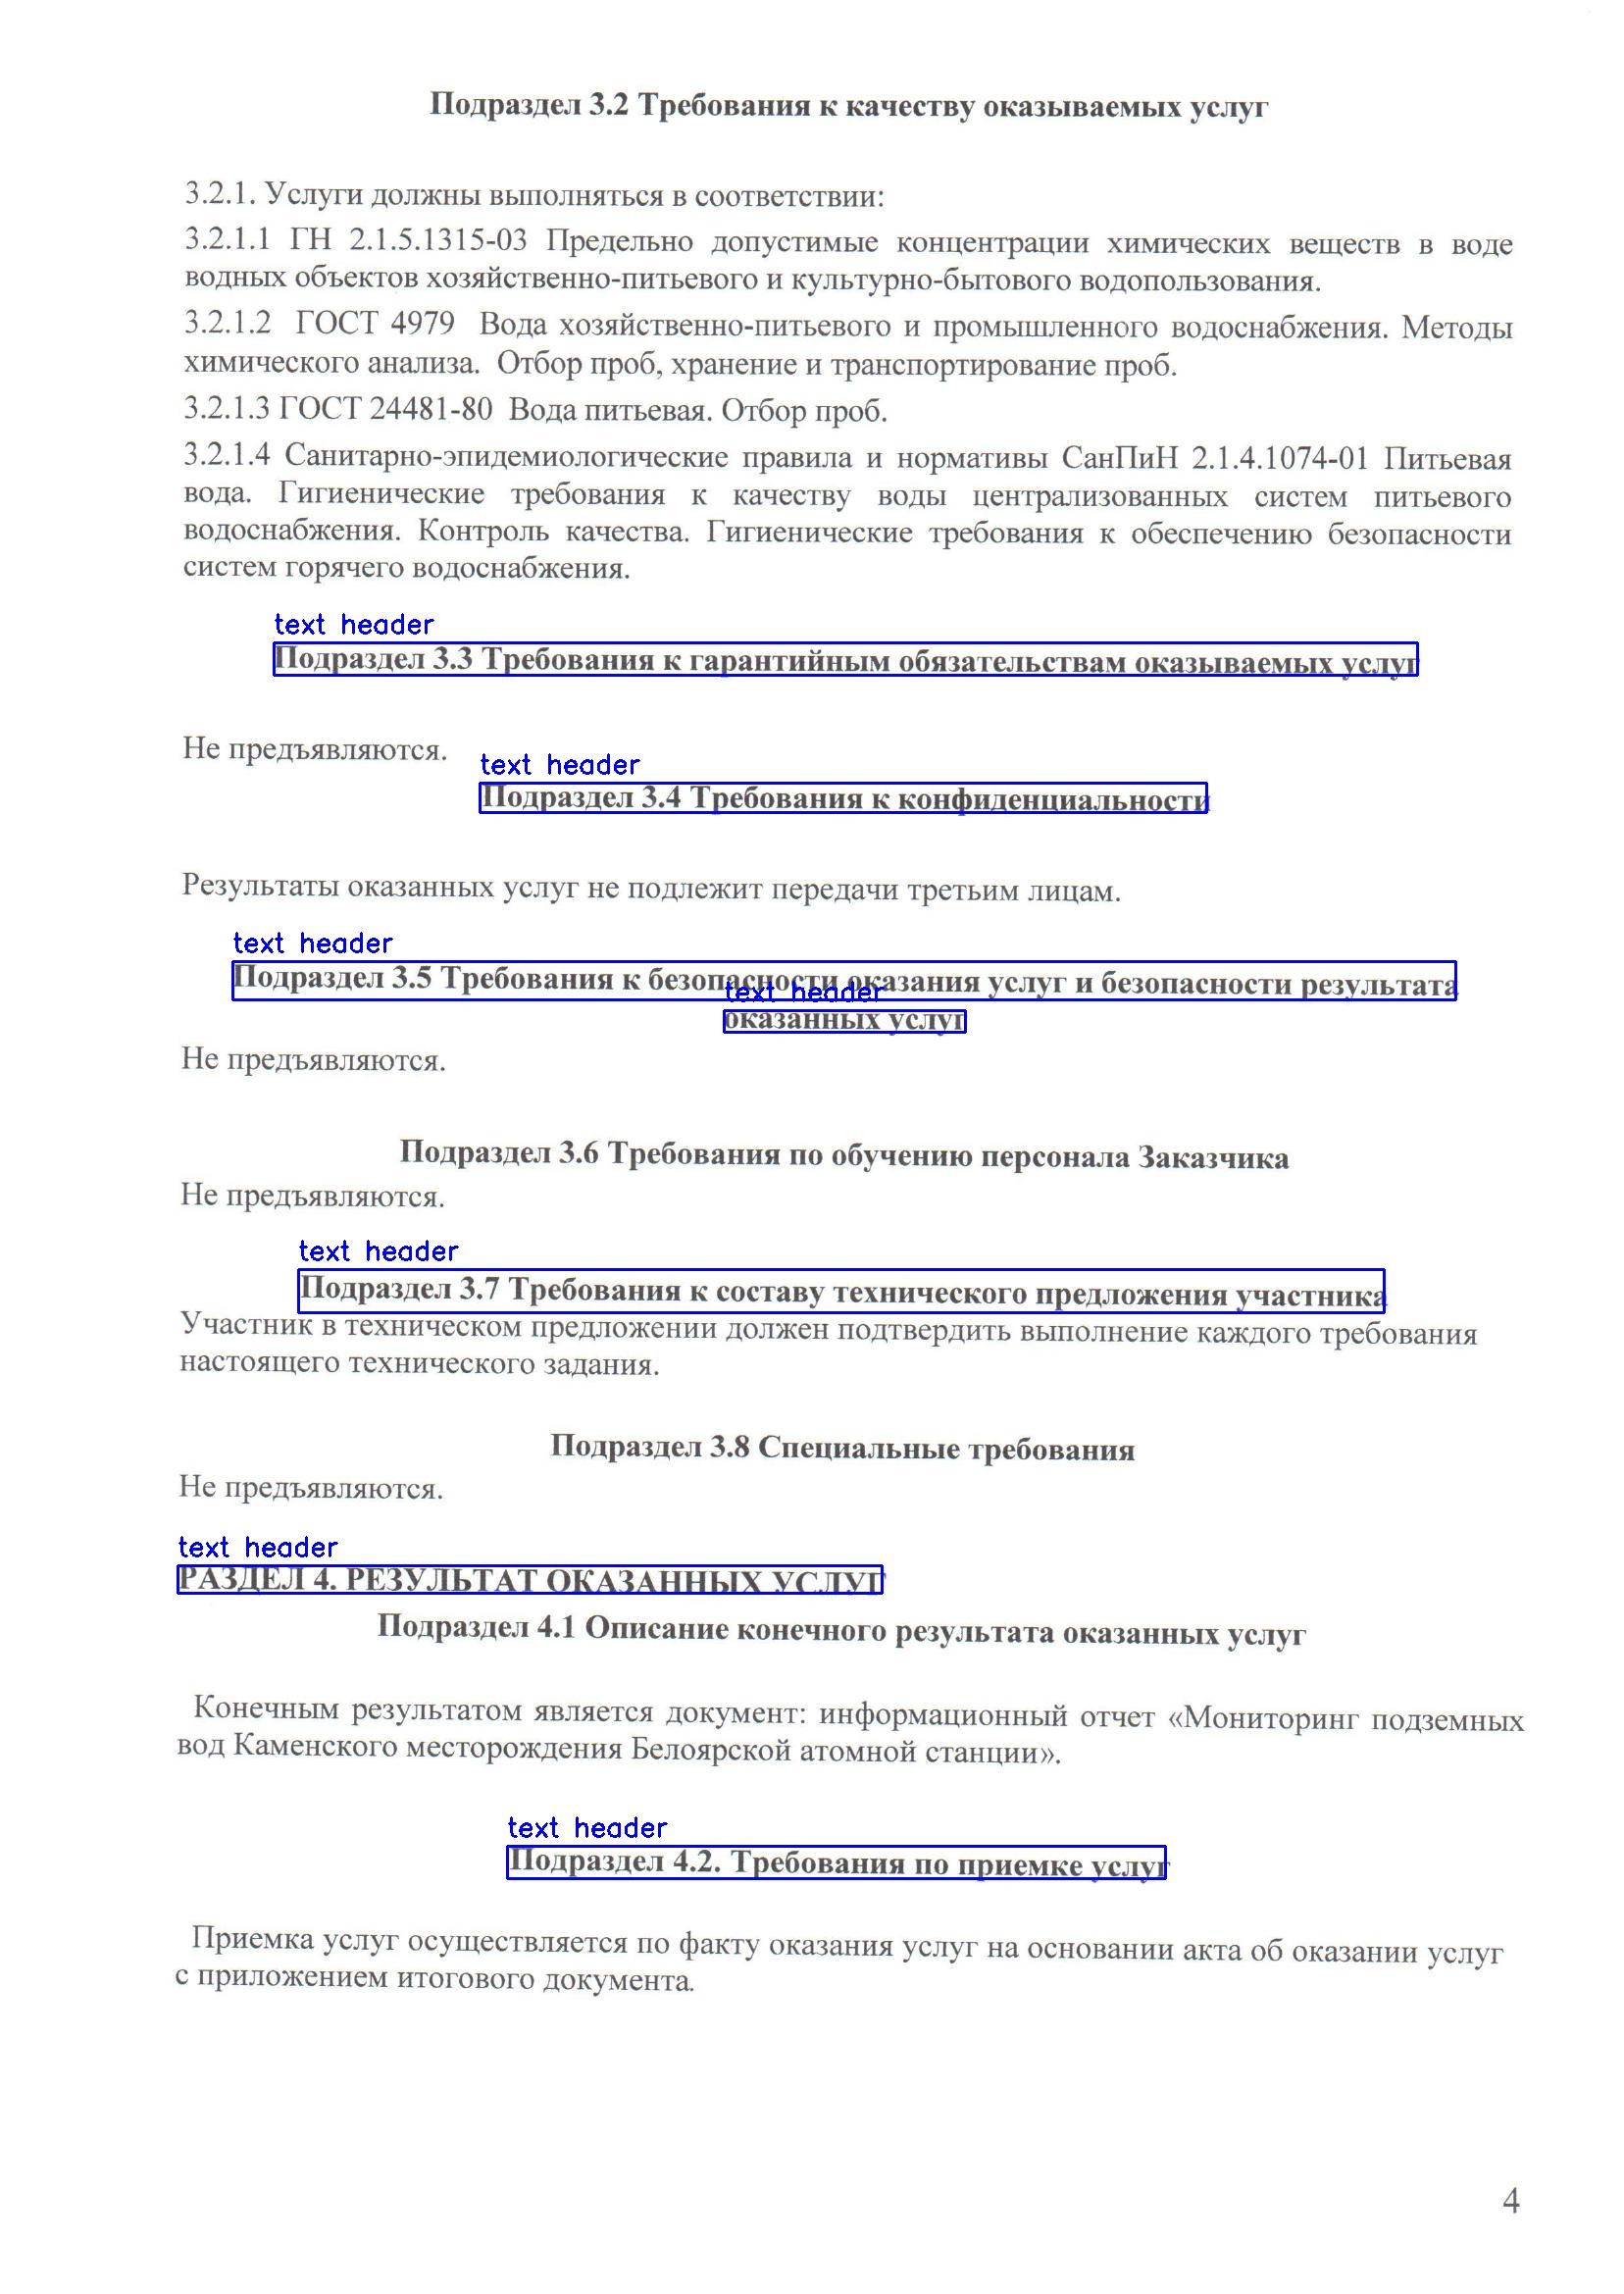 Подраздел 3.2 Требования к качеству оказываемых услуг
3.2.1. Услуги должны выполняться в соответствии:
3.2.1.1 ГН 2.1.5.1315-03 Предельно допустимые концентрации химических веществ в воде
водных объектов хозяйственно-питьевого и культурно-бытового водопользования.
3.2.1.2 ГОСТ 4979 Вода хозяйственно-питьевого и промышленного водоснабжения. Методы
химического анализа. Отбор проб, хранение и транспортирование проб.
3.2.1.3 ГОСТ 24481-80 Вода питьевая. Отбор проб.
3.2.1.4 Санитарно-эпидемиологические правила и нормативы СанПиН 2.1.4.1074-01 Питьевая
вода. Гигиенические требования к качеству воды централизованных систем питьевого
водоснабжения. Контроль качества. Гигиенические требования к обеспечению безопасности
систем горячего водоснабжения.
text header
Подраздел 3.3 Требования к гарантийным обязательствам оказываемых услуг
Не предъявляются.
text header
Подраздел 3.4 Требования к конфиденциальности
Результаты оказанных услуг не подлежит передачи третьим лицам.
text header
Подраздел 3.5 Требования к безопасности оказания услуг и безопасности результата
text header
оказанных услуг
Не предъявляются.
Подраздел 3.6 Требования по обучению персонала Заказчика
Не предъявляются.
text header
Подраздел 3.7 Требования к составу технического предложения участника
Участник в техническом предложении должен подтвердить выполнение каждого требования
настоящего технического задания.
Подраздел 3.8 Специальные требования
Не предъявляются.
text header
РАЗДЕЛ 4. РЕЗУЛЬТАТ ОКАЗАННЫХ УСЛУГ
Подраздел 4.1 Описание конечного результата оказанных услуг
Конечным результатом является документ: информационный отчет «Мониторинг подземных
вод Каменского месторождения Белоярской атомной станции».
text header
Подраздел 4.2. Требования по приемке услуг
Приемка услуг осуществляется по факту оказания услуг на основании акта об оказании услуг
с приложением итогового документа.
4